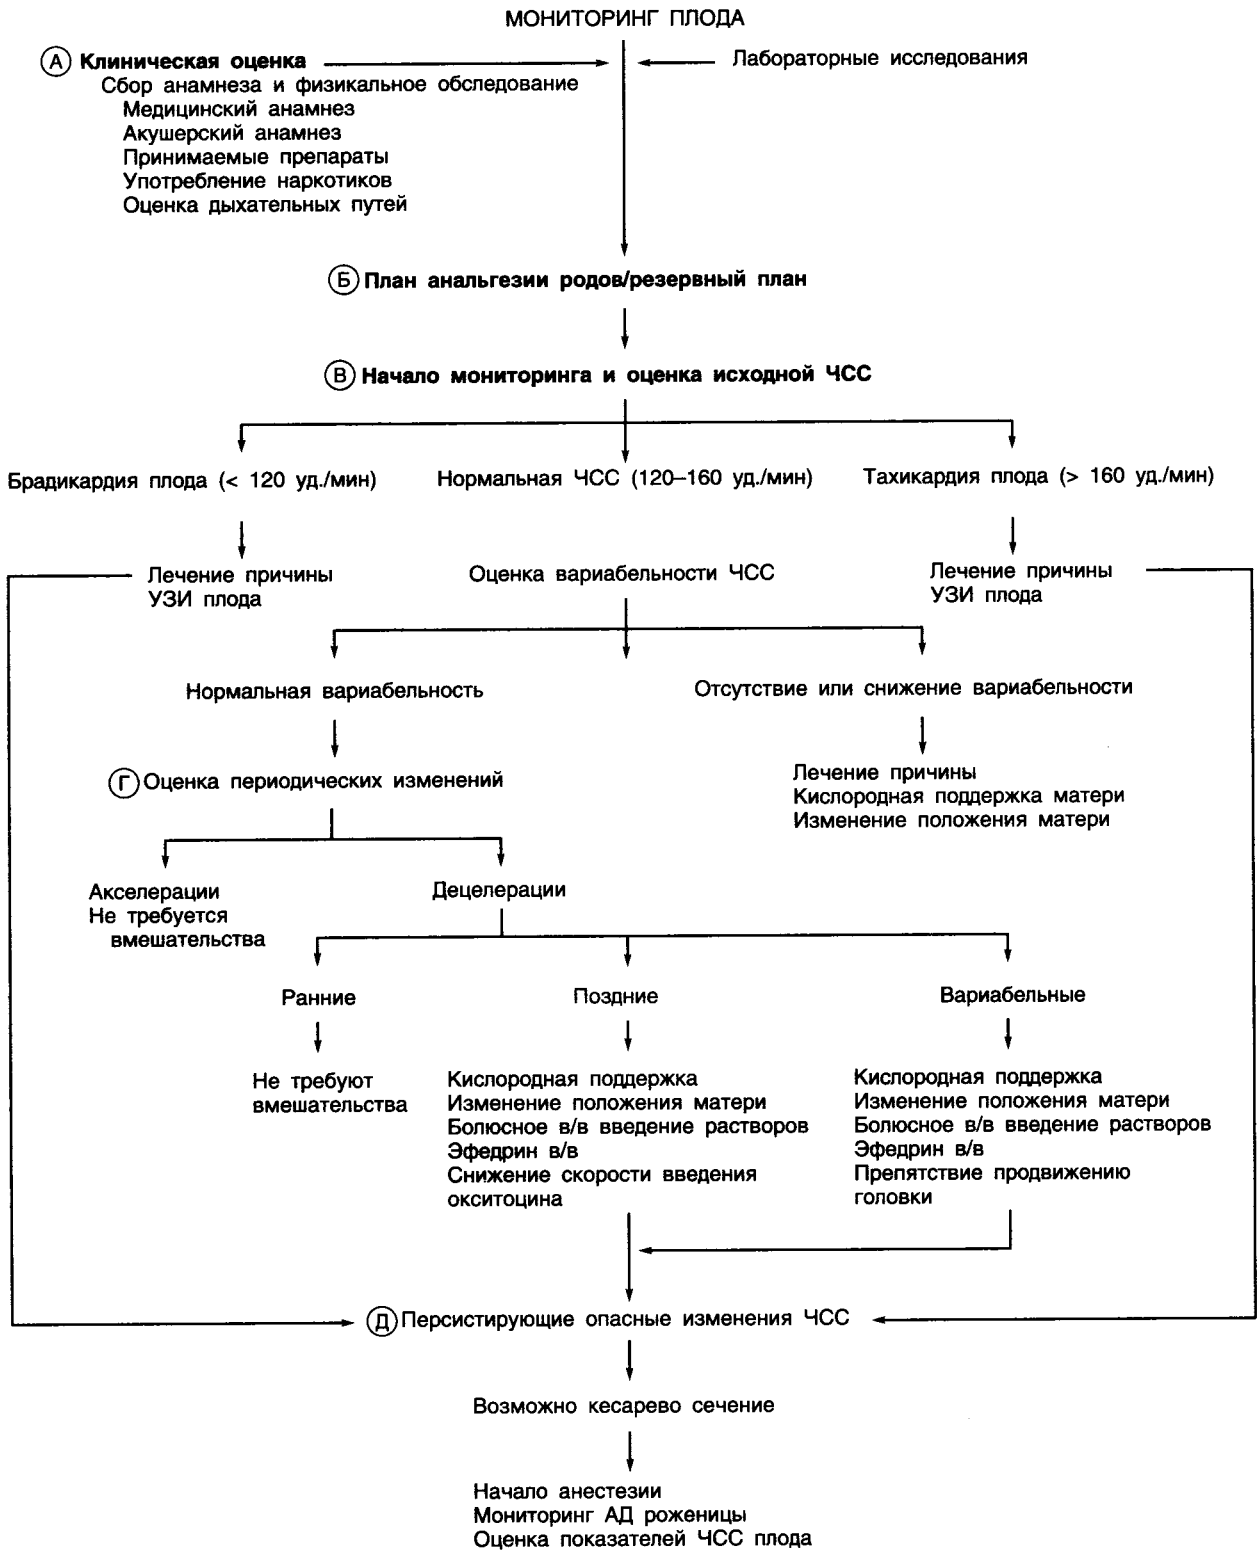 МОНИТОРИНГ ПЛОДА
А Клиническая оценка
Лабораторные исследования
Сбор анамнеза и физикальное обследование
Медицинский анамнез
Акушерский анамнез
Принимаемые препараты
Употребление наркотиков
Оценка дыхательных путей
Б План анальгезии родов/резервный план
В Начало мониторинга и оценка исходной ЧСС
Брадикардия плода (< 120 уд./мин)
Нормальная ЧСС (120–160 уд./мин)
Тахикардия плода (> 160 уд./мин)
Лечение причины
УЗИ плода
Оценка вариабельности ЧСС
Лечение причины
УЗИ плода
Нормальная вариабельность
Отсутствие или снижение вариабельности
Г Оценка периодических изменений
Лечение причины
Кислородная поддержка матери
Изменение положения матери
Акселерации
Не требуется
вмешательства
Децелерации
Ранние
Поздние
Вариабельные
Не требуют
вмешательства
Кислородная поддержка
Изменение положения матери
Болюсное в/в введение растворов
Эфедрин в/в
Снижение скорости введения
окситоцина
Кислородная поддержка
Изменение положения матери
Болюсное в/в введение растворов
Эфедрин в/в
Препятствие продвижению
головки
Д Персистирующие опасные изменения ЧСС
Возможно кесарево сечение
Начало анестезии
Мониторинг АД роженицы
Оценка показателей ЧСС плода